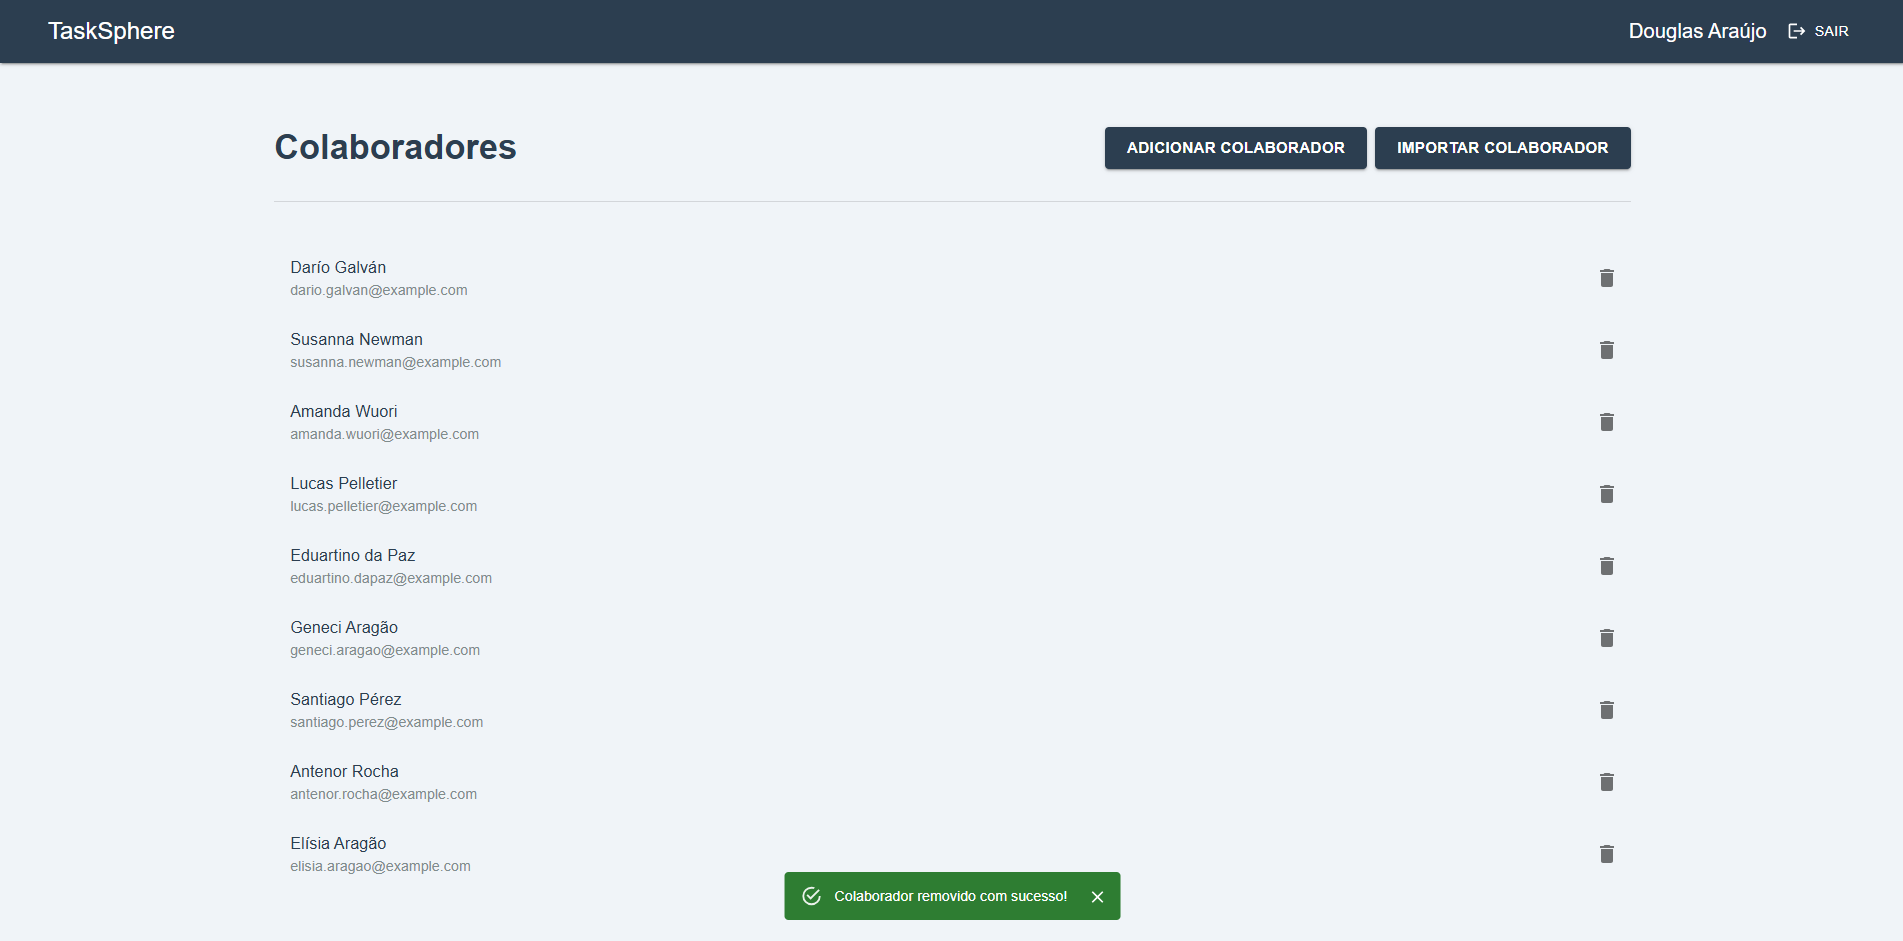 TaskSphere
Douglas Araújo
SAIR
Colaboradores
ADICIONAR COLABORADOR
IMPORTAR COLABORADOR
Darío Galván
dario.galvan@example.com
Susanna Newman
susanna.newman@example.com
Amanda Wuori
amanda.wuori@example.com
Lucas Pelletier
lucas.pelletier@example.com
Eduartino da Paz
eduartino.dapaz@example.com
Geneci Aragão
geneci.aragao@example.com
Santiago Pérez
santiago.perez@example.com
Antenor Rocha
antenor.rocha@example.com
Elísia Aragão
elisia.aragao@example.com
Colaborador removido com sucesso!